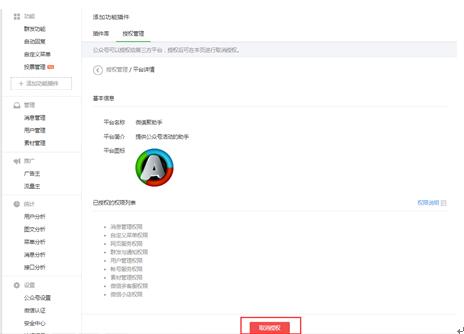 功能
群发功能
自动回复
自定义菜单
投票管理
+ 添加功能插件
管理
消息管理
用户管理
素材管理
推广
广告主
流量主
统计
用户分析
图文分析
菜单分析
消息分析
接口分析
设置
公众号设置
微信认证
安全中心
添加功能插件
插件库 授权管理
公众号可以授权给第三方平台，授权后可在本页进行取消授权。
授权管理 / 平台详情
基本信息
平台名称 微信聚助手
平台简介 提供公众号活动的助手
平台图标
A
已授权的权限列表 权限说明
消息管理权限
自定义菜单权限
网页服务权限
群发与通知权限
用户管理权限
帐号服务权限
素材管理权限
微信多客服权限
微信小店权限
取消授权